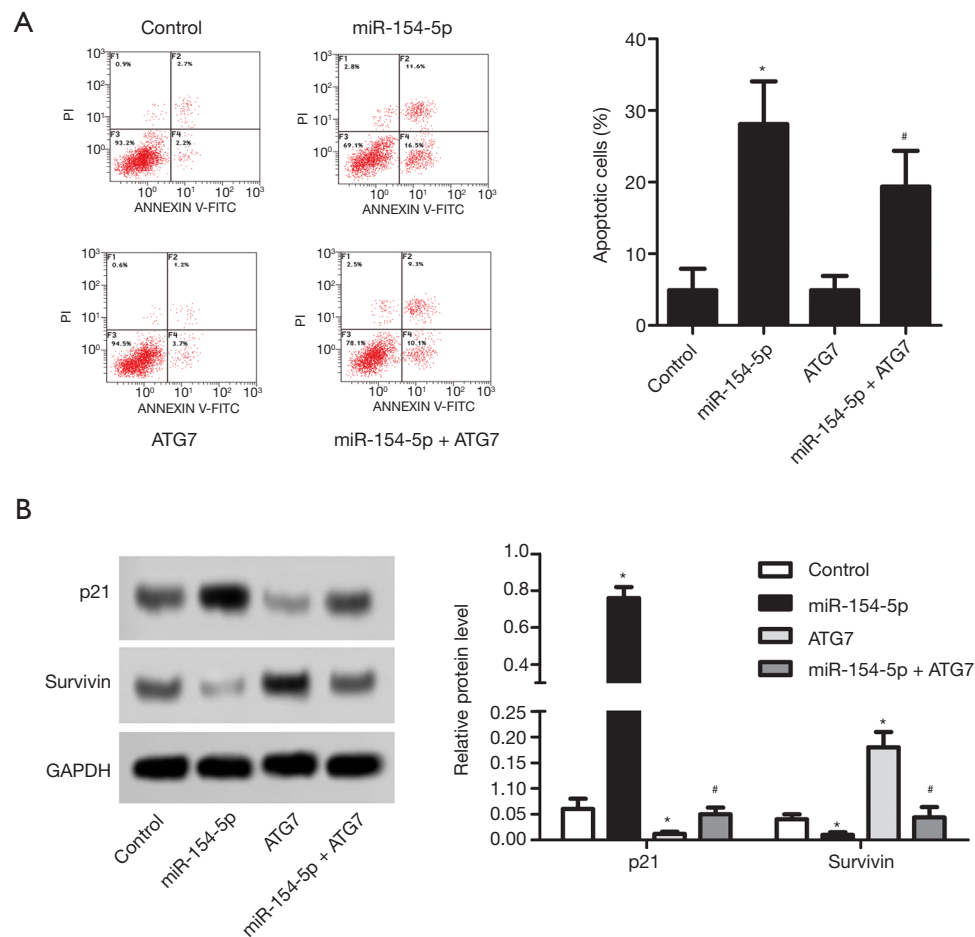 A
Control
miR-154-5p
10³
10²
10¹
10⁰
PI
F1
0.9%
F2
2.7%
F3
93.2%
F4
2.2%
10⁰ 10¹ 10² 10³
ANNEXIN V-FITC
10³
10²
10¹
10⁰
PI
F1
2.8%
F2
11.6%
F3
69.1%
F4
16.5%
10⁰ 10¹ 10² 10³
ANNEXIN V-FITC
10³
10²
10¹
10⁰
PI
F1
0.6%
F2
1.2%
F3
94.5%
F4
3.7%
10⁰ 10¹ 10² 10³
ANNEXIN V-FITC
ATG7
10³
10²
10¹
10⁰
PI
F1
2.5%
F2
9.3%
F3
78.1%
F4
10.1%
10⁰ 10¹ 10² 10³
ANNEXIN V-FITC
miR-154-5p + ATG7
Apoptotic cells (%)
40
30
20
10
0
*
#
Control
miR-154-5p
ATG7
miR-154-5p + ATG7
B
p21
Survivin
GAPDH
Control
miR-154-5p
ATG7
miR-154-5p + ATG7
Relative protein level
1.0
0.8
0.6
0.4
0.25
0.20
0.15
1.10
0.05
0.00
*
*
#
*
*
#
p21
Survivin
Control
miR-154-5p
ATG7
miR-154-5p + ATG7